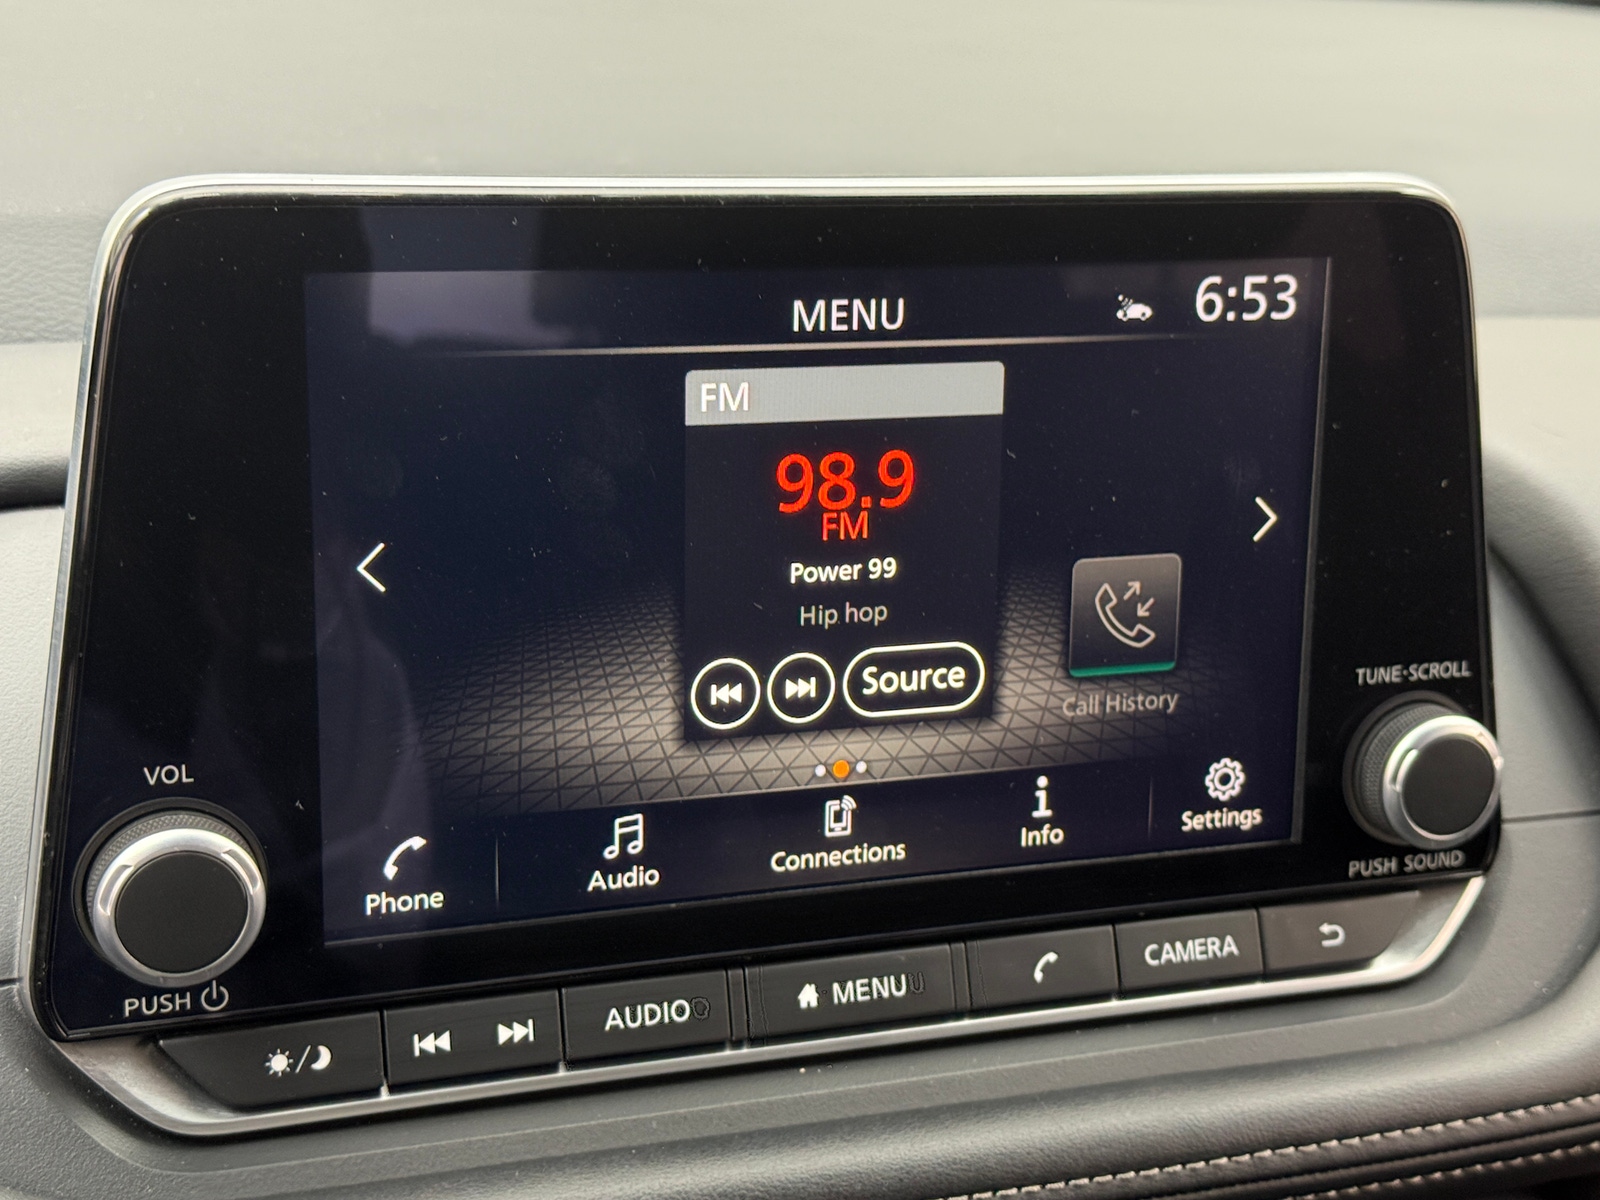 MENU
6:53
FM
98.9
FM
Power 99
Hip hop
Source
Call History
TUNE·SCROLL
VOL
Phone
Audio
Connections
Info
Settings
PUSH SOUND
PUSH
AUDIO
MENU
CAMERA